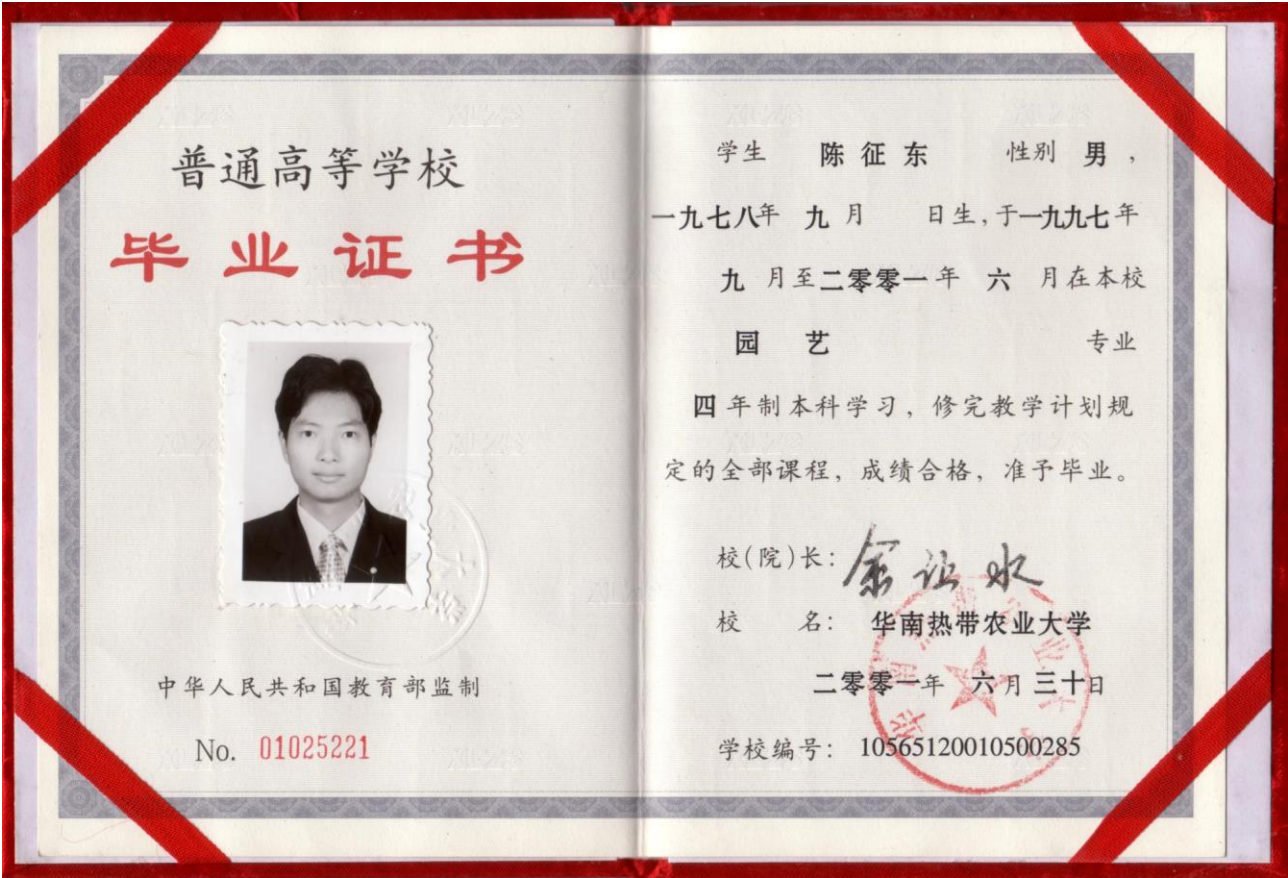 普通高等学校
毕业证书
中华人民共和国教育部监制
No. 01025221
学生 陈征东 性别 男，
一九七八年 九月 日生，于一九九七年
九 月至二零零一年 六 月在本校
园 艺 专业
四年制本科学习，修完教学计划规
定的全部课程，成绩合格，准予毕业。
校(院)长：
校 名： 华南热带农业大学
二零零一年 六月三十日
学校编号： 10565120010500285